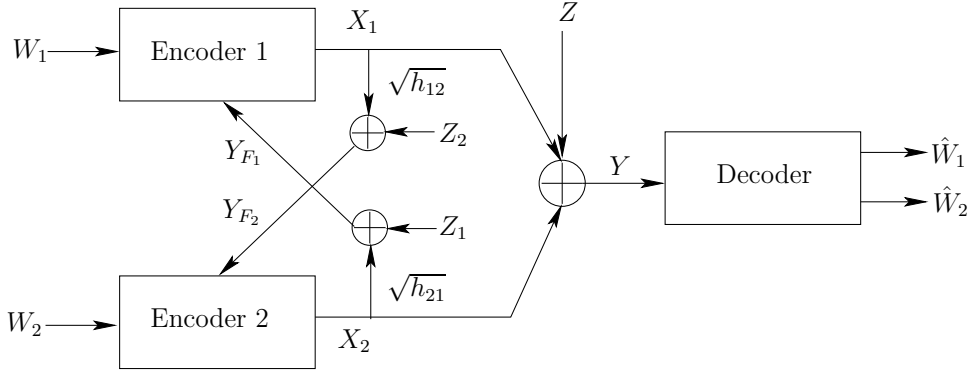 X₁
Z
W₁
Encoder 1
√h₁₂
Z₂
Y_{F₁}
Y
Decoder
Ŵ₁
Ŵ₂
Y_{F₂}
Z₁
√h₂₁
W₂
Encoder 2
X₂